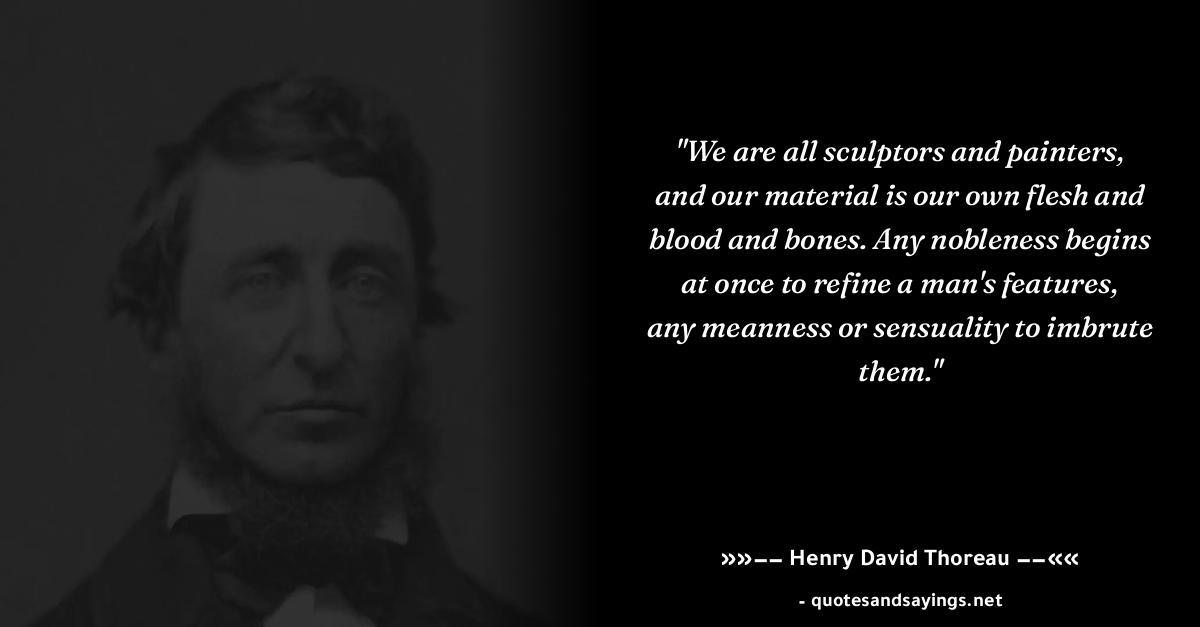 "We are all sculptors and painters,
and our material is our own flesh and
blood and bones. Any nobleness begins
at once to refine a man's features,
any meanness or sensuality to imbrute
them."
»»−− Henry David Thoreau −−««
- quotesandsayings.net